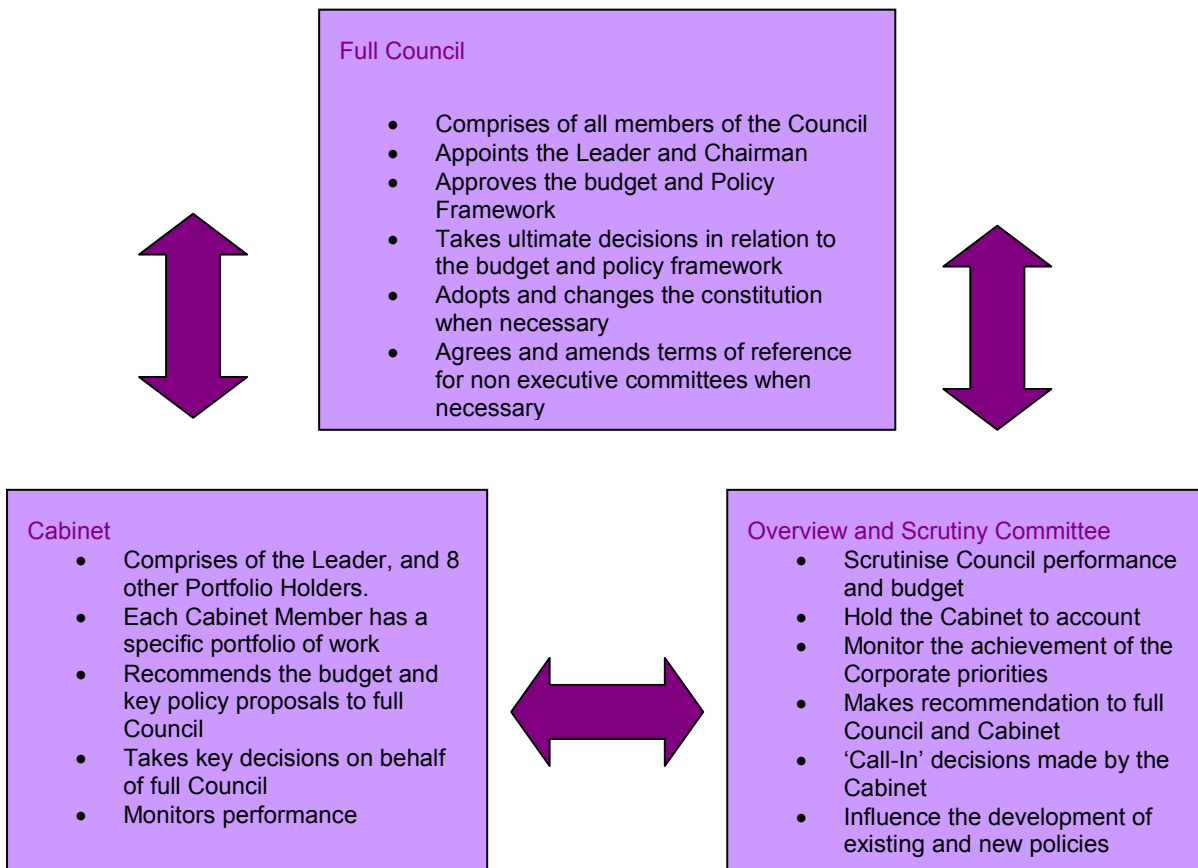 Full Council
• Comprises of all members of the Council
• Appoints the Leader and Chairman
• Approves the budget and Policy
Framework
• Takes ultimate decisions in relation to
the budget and policy framework
• Adopts and changes the constitution
when necessary
• Agrees and amends terms of reference
for non executive committees when
necessary
Cabinet
• Comprises of the Leader, and 8
other Portfolio Holders.
• Each Cabinet Member has a
specific portfolio of work
• Recommends the budget and
key policy proposals to full
Council
• Takes key decisions on behalf
of full Council
• Monitors performance
Overview and Scrutiny Committee
• Scrutinise Council performance
and budget
• Hold the Cabinet to account
• Monitor the achievement of the
Corporate priorities
• Makes recommendation to full
Council and Cabinet
• ‘Call-In’ decisions made by the
Cabinet
• Influence the development of
existing and new policies